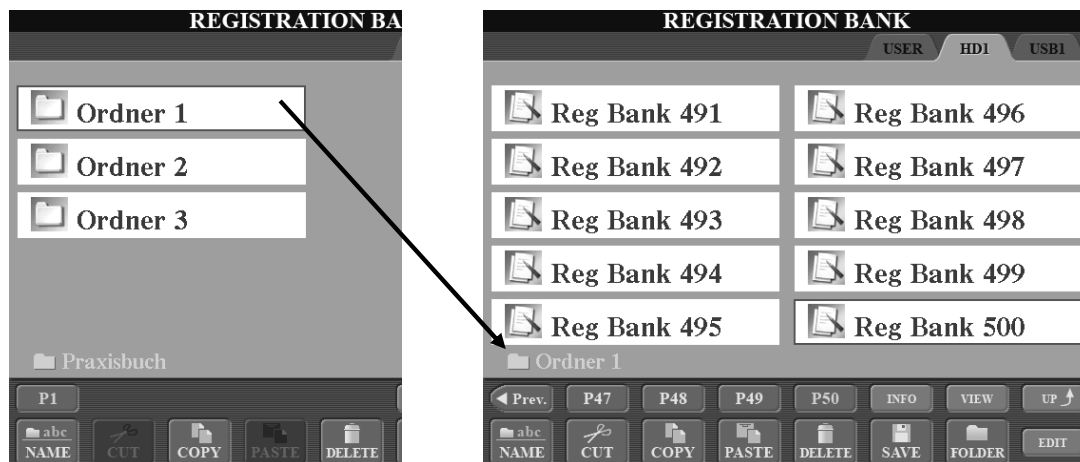 REGISTRATION BA
Ordner 1
Ordner 2
Ordner 3
Praxisbuch
P1
abc NAME CUT COPY PASTE DELETE
REGISTRATION BANK
USER HD1 USB1
Reg Bank 491 Reg Bank 496
Reg Bank 492 Reg Bank 497
Reg Bank 493 Reg Bank 498
Reg Bank 494 Reg Bank 499
Reg Bank 495 Reg Bank 500
Ordner 1
Prev. P47 P48 P49 P50 INFO VIEW UP
abc NAME CUT COPY PASTE DELETE SAVE FOLDER EDIT